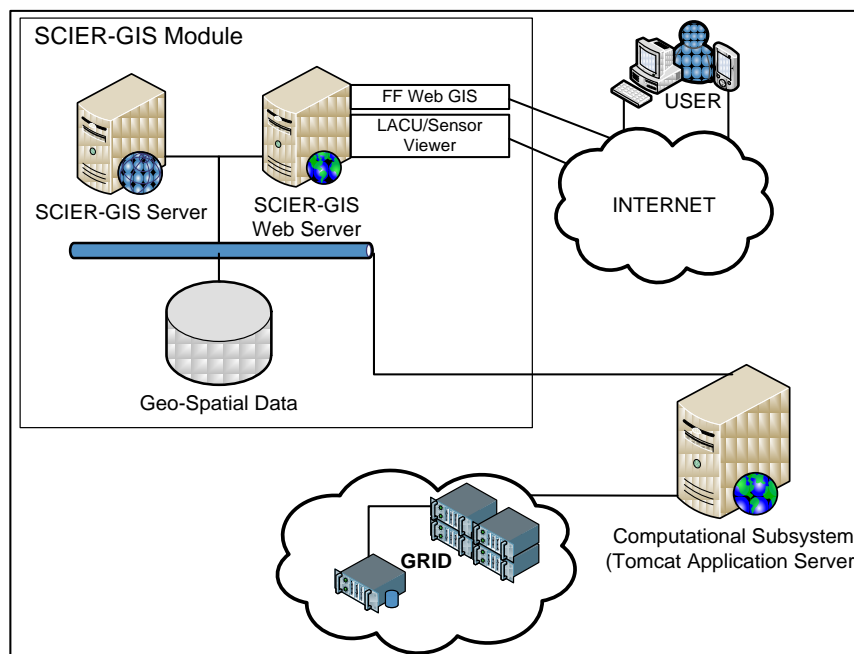 SCIER-GIS Module
FF Web GIS
LACU/Sensor
Viewer
USER
INTERNET
SCIER-GIS Server
SCIER-GIS
Web Server
Geo-Spatial Data
GRID
Computational Subsystem
(Tomcat Application Server